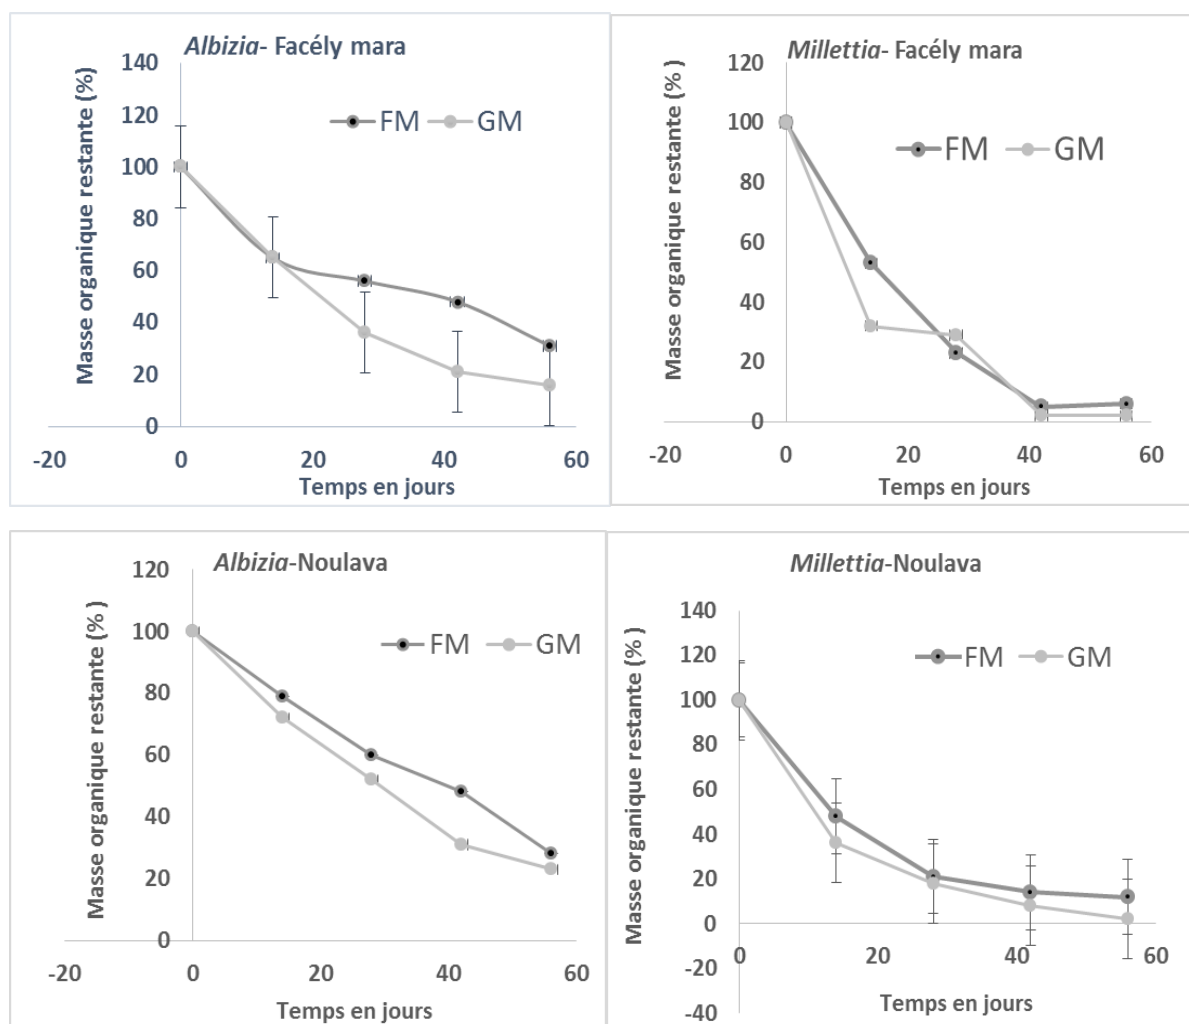 Albizia- Facély mara
Masse organique restante (%)
140
120
100
80
60
40
20
0
FM GM
-20 0 20 40 60
Temps en jours
Millettia- Facély mara
Masse organique restante (% )
120
100
80
60
40
20
0
FM GM
-20 0 20 40 60
Temps en jours
Albizia-Noulava
Masse organique restante (% )
120
100
80
60
40
20
0
FM GM
-20 0 20 40 60
Temps en jours
Millettia-Noulava
Masse organique restante (% )
140
120
100
80
60
40
20
0
-20
-40
FM GM
0 20 40 60
Temps en jours